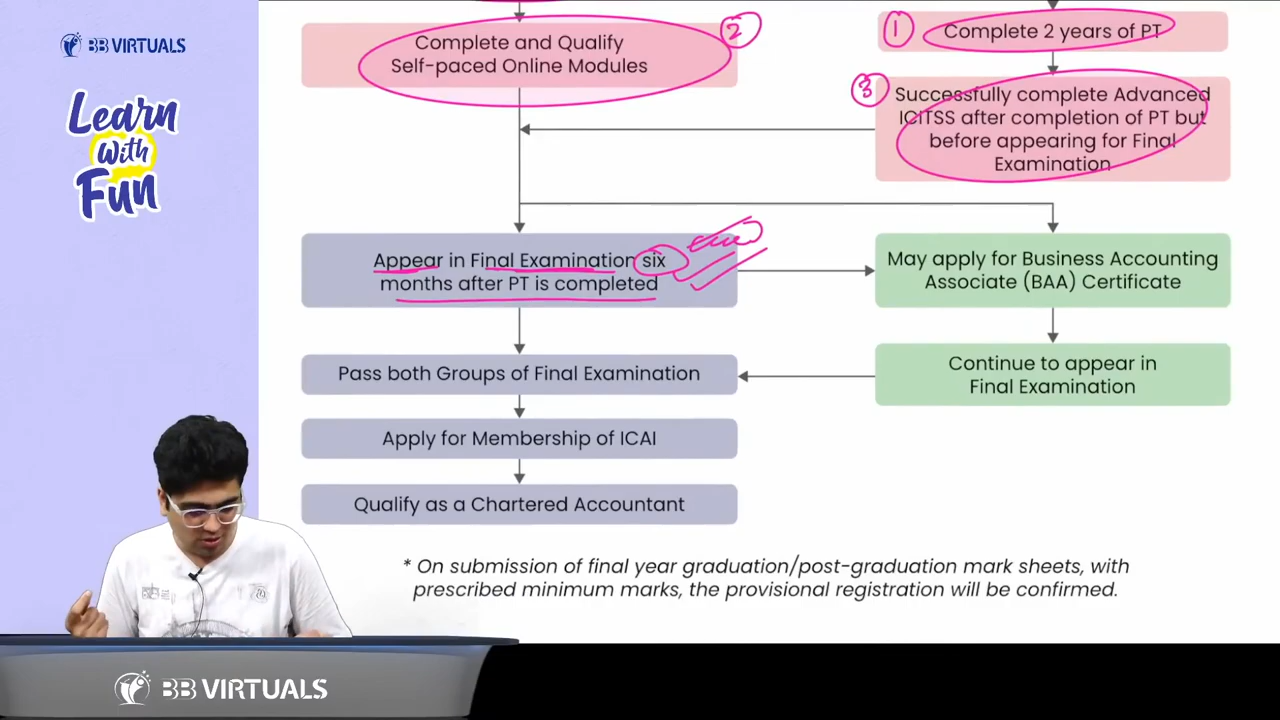 BB VIRTUALS
Learn
With
Fun
Complete and Qualify
Self-paced Online Modules
2
1
Complete 2 years of PT
3
Successfully complete Advanced
ICITSS after completion of PT but
before appearing for Final
Examination
Appear in Final Examination six
months after PT is completed
May apply for Business Accounting
Associate (BAA) Certificate
Pass both Groups of Final Examination
Continue to appear in
Final Examination
Apply for Membership of ICAI
Qualify as a Chartered Accountant
* On submission of final year graduation/post-graduation mark sheets, with
prescribed minimum marks, the provisional registration will be confirmed.
BB VIRTUALS